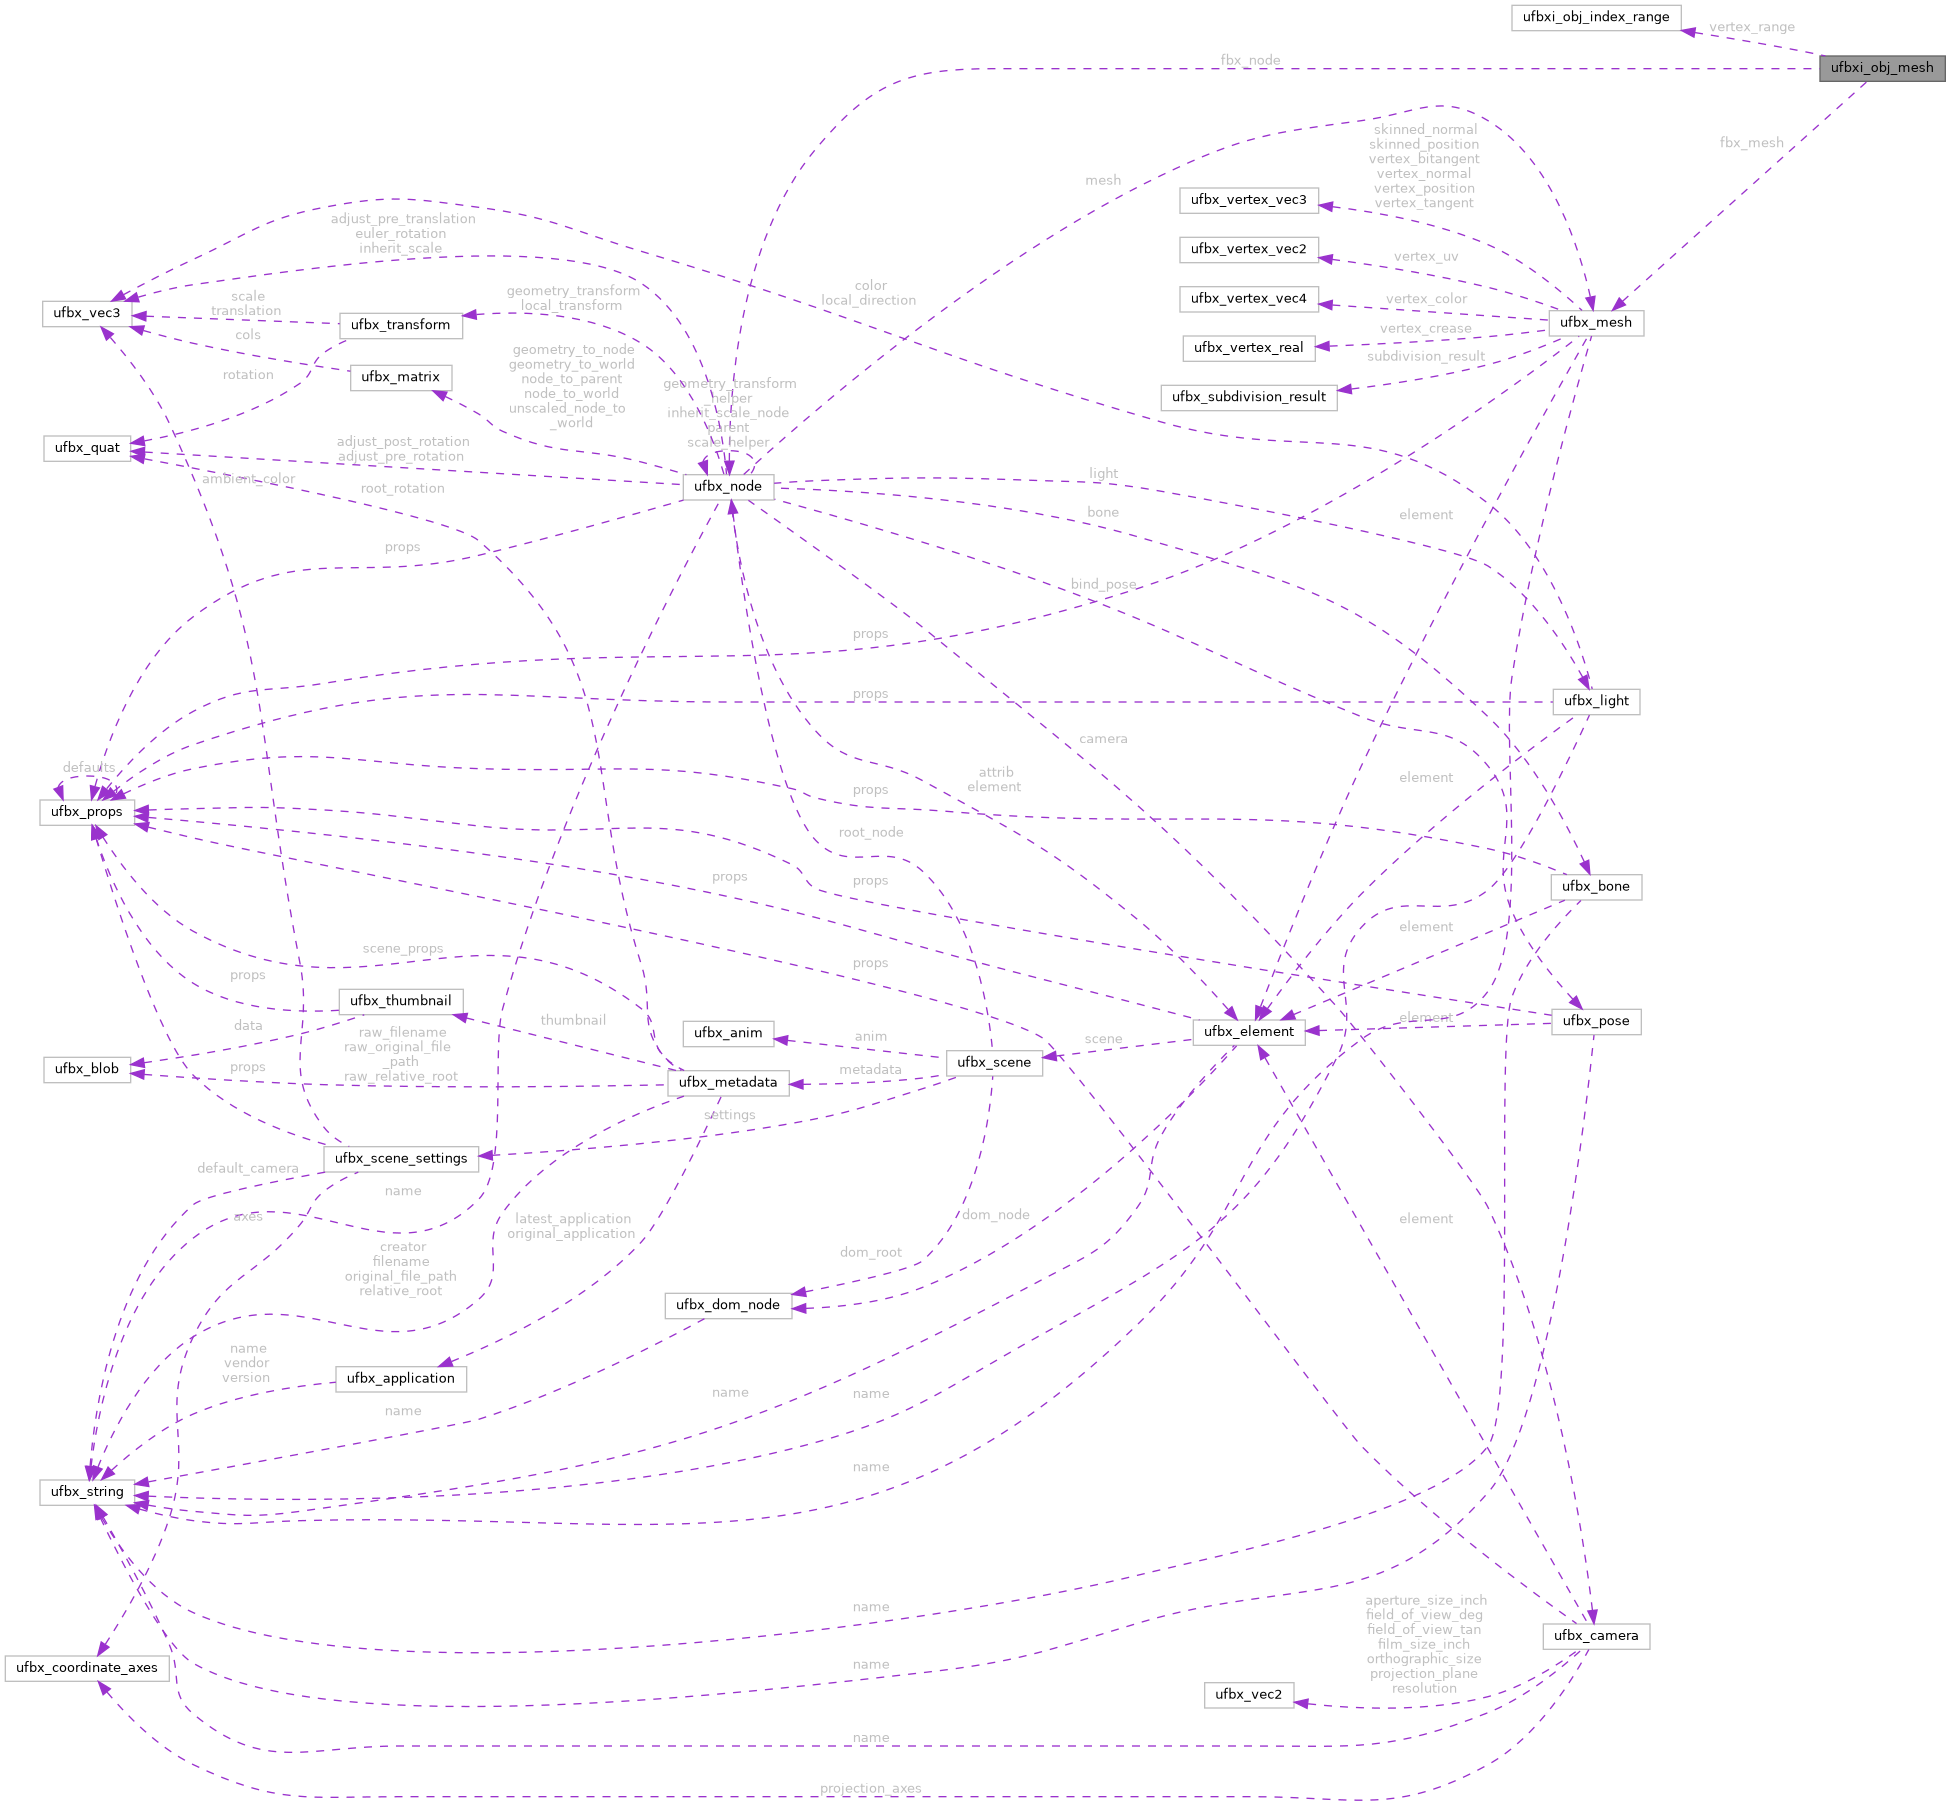 ufbxi_obj_index_range
vertex_range
fbx_node
ufbxi_obj_mesh
skinned_normal
skinned_position
vertex_bitangent
vertex_normal
vertex_position
vertex_tangent
fbx_mesh
mesh
ufbx_vertex_vec3
adjust_pre_translation
euler_rotation
inherit_scale
ufbx_vertex_vec2
vertex_uv
color
local_direction
geometry_transform
local_transform
scale
translation
ufbx_vertex_vec4
vertex_color
ufbx_vec3
ufbx_transform
ufbx_mesh
vertex_crease
cols
ufbx_vertex_real
subdivision_result
geometry_to_node
geometry_to_world
node_to_parent
node_to_world
unscaled_node_to
_world
rotation
ufbx_matrix
geometry_transform
_helper
inherit_scale_node
parent
scale_helper
ufbx_subdivision_result
adjust_post_rotation
adjust_pre_rotation
ufbx_quat
ambient_color
root_rotation
ufbx_node
light
bone
element
props
bind_pose
props
props
ufbx_light
camera
defaults
attrib
element
element
props
ufbx_props
root_node
props
props
ufbx_bone
element
scene_props
props
props
ufbx_thumbnail
thumbnail
data
raw_filename
raw_original_file
_path
raw_relative_root
ufbx_anim
anim
ufbx_element
element
ufbx_pose
scene
ufbx_scene
ufbx_blob
props
ufbx_metadata
metadata
settings
ufbx_scene_settings
default_camera
name
axes
latest_application
original_application
dom_node
element
creator
filename
original_file_path
relative_root
dom_root
ufbx_dom_node
name
vendor
version
ufbx_application
name
name
name
name
ufbx_string
name
aperture_size_inch
field_of_view_deg
field_of_view_tan
film_size_inch
orthographic_size
projection_plane
resolution
ufbx_camera
name
ufbx_coordinate_axes
ufbx_vec2
name
projection_axes